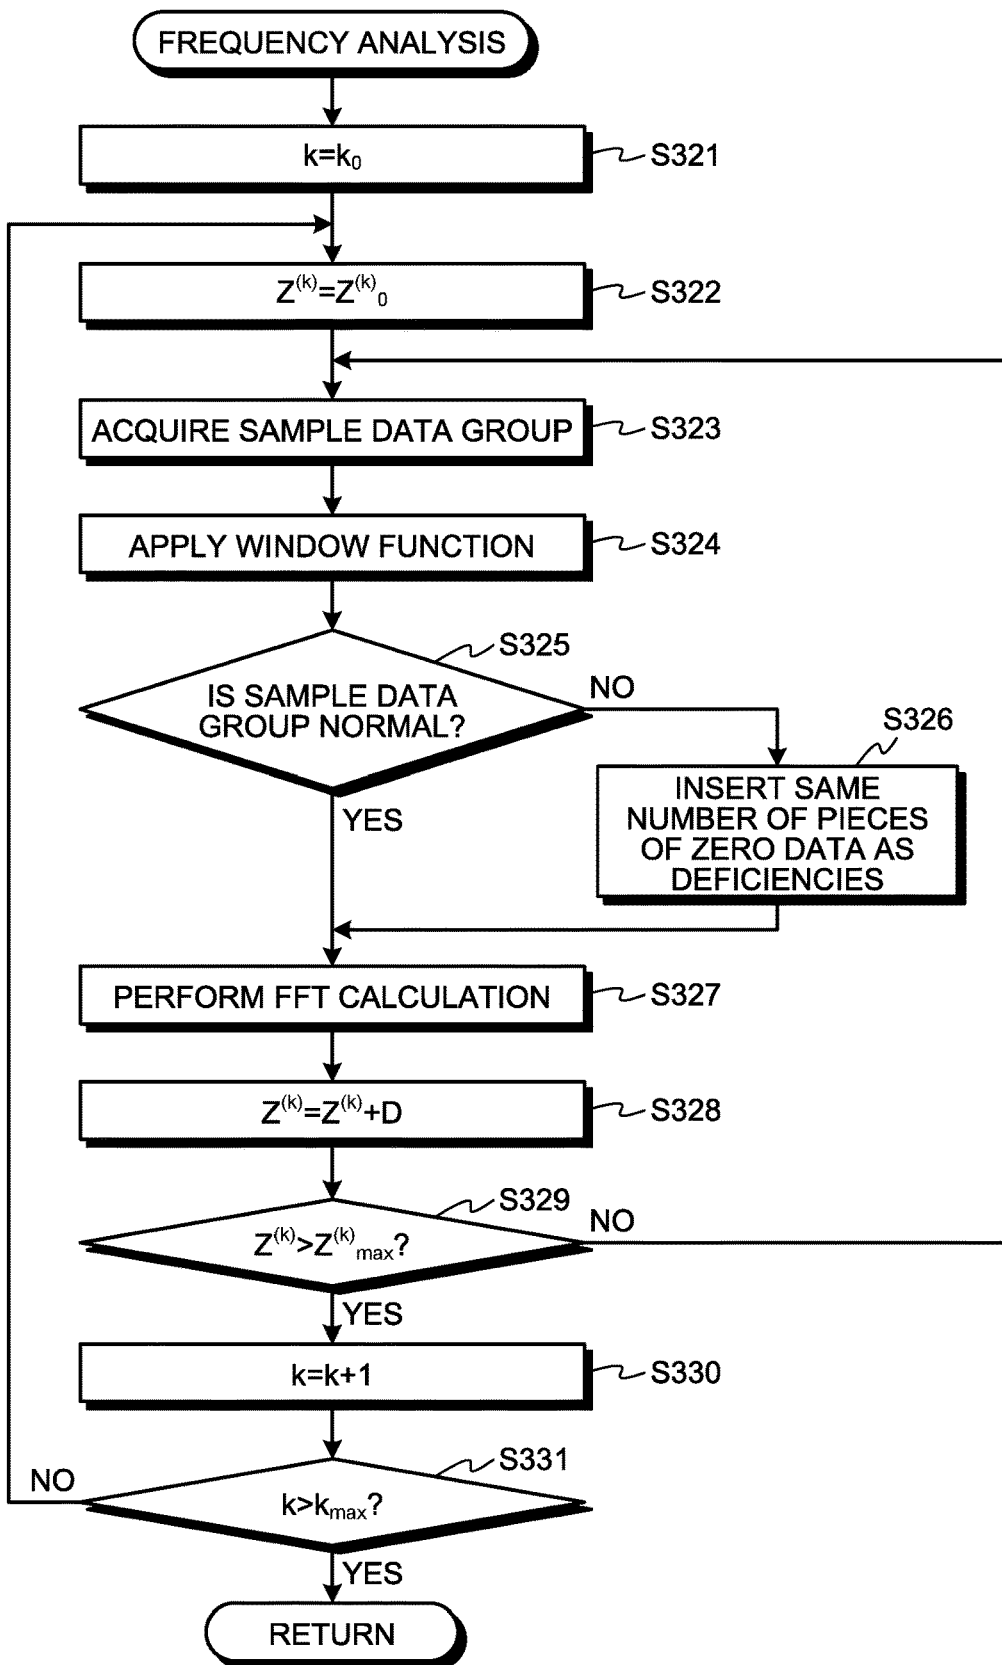 FREQUENCY ANALYSIS
k=k₀
S321
Z⁽ᵏ⁾=Z⁽ᵏ⁾₀
S322
ACQUIRE SAMPLE DATA GROUP
S323
APPLY WINDOW FUNCTION
S324
S325
IS SAMPLE DATA
GROUP NORMAL?
NO
YES
S326
INSERT SAME
NUMBER OF PIECES
OF ZERO DATA AS
DEFICIENCIES
PERFORM FFT CALCULATION
S327
Z⁽ᵏ⁾=Z⁽ᵏ⁾+D
S328
S329
Z⁽ᵏ⁾>Z⁽ᵏ⁾max?
NO
YES
k=k+1
S330
S331
k>kmax?
NO
YES
RETURN